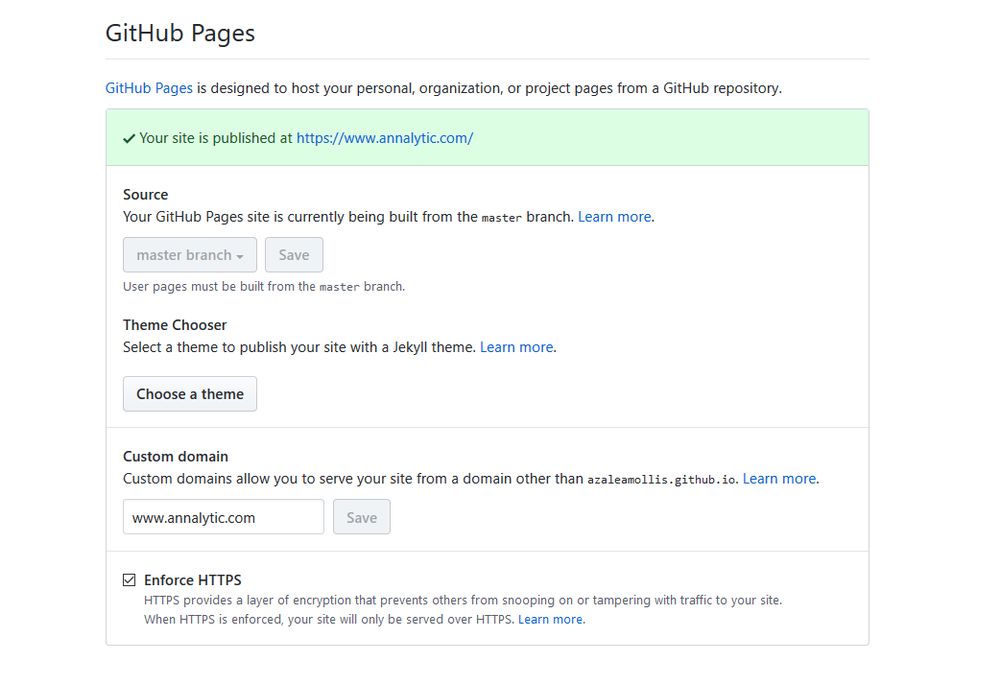 GitHub Pages
GitHub Pages is designed to host your personal, organization, or project pages from a GitHub repository.
✓ Your site is published at https://www.annalytic.com/
Source
Your GitHub Pages site is currently being built from the master branch. Learn more.
master branch Save
User pages must be built from the master branch.
Theme Chooser
Select a theme to publish your site with a Jekyll theme. Learn more.
Choose a theme
Custom domain
Custom domains allow you to serve your site from a domain other than azaleamollis.github.io. Learn more.
www.annalytic.com Save
Enforce HTTPS
HTTPS provides a layer of encryption that prevents others from snooping on or tampering with traffic to your site.
When HTTPS is enforced, your site will only be served over HTTPS. Learn more.